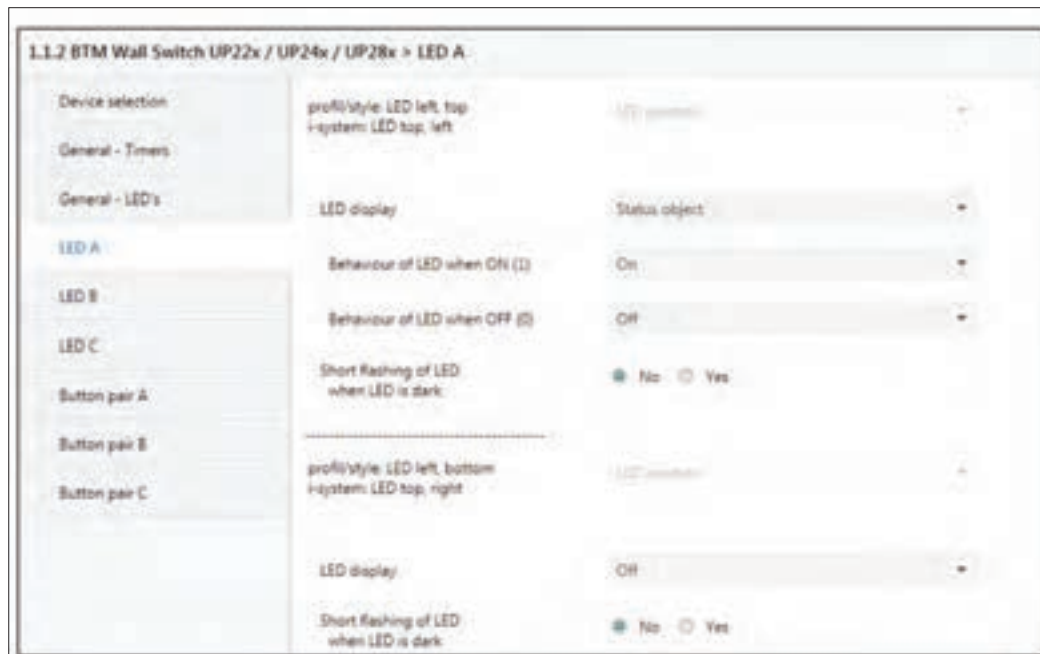 1.1.2 BTM Wall Switch UP22x / UP24x / UP28x > LED A
Device selection
General - Timers
General - LED's
LED A
LED B
LED C
Button pair A
Button pair B
Button pair C
profil/style: LED left, top
i-system: LED top, left
LED display
Status object
Behaviour of LED when ON (1)
On
Behaviour of LED when OFF (0)
Off
Short flashing of LED
when LED is dark
No
Yes
--------------------------------------------------
profil/style: LED left, bottom
i-system: LED top, right
LED display
Off
Short flashing of LED
when LED is dark
No
Yes